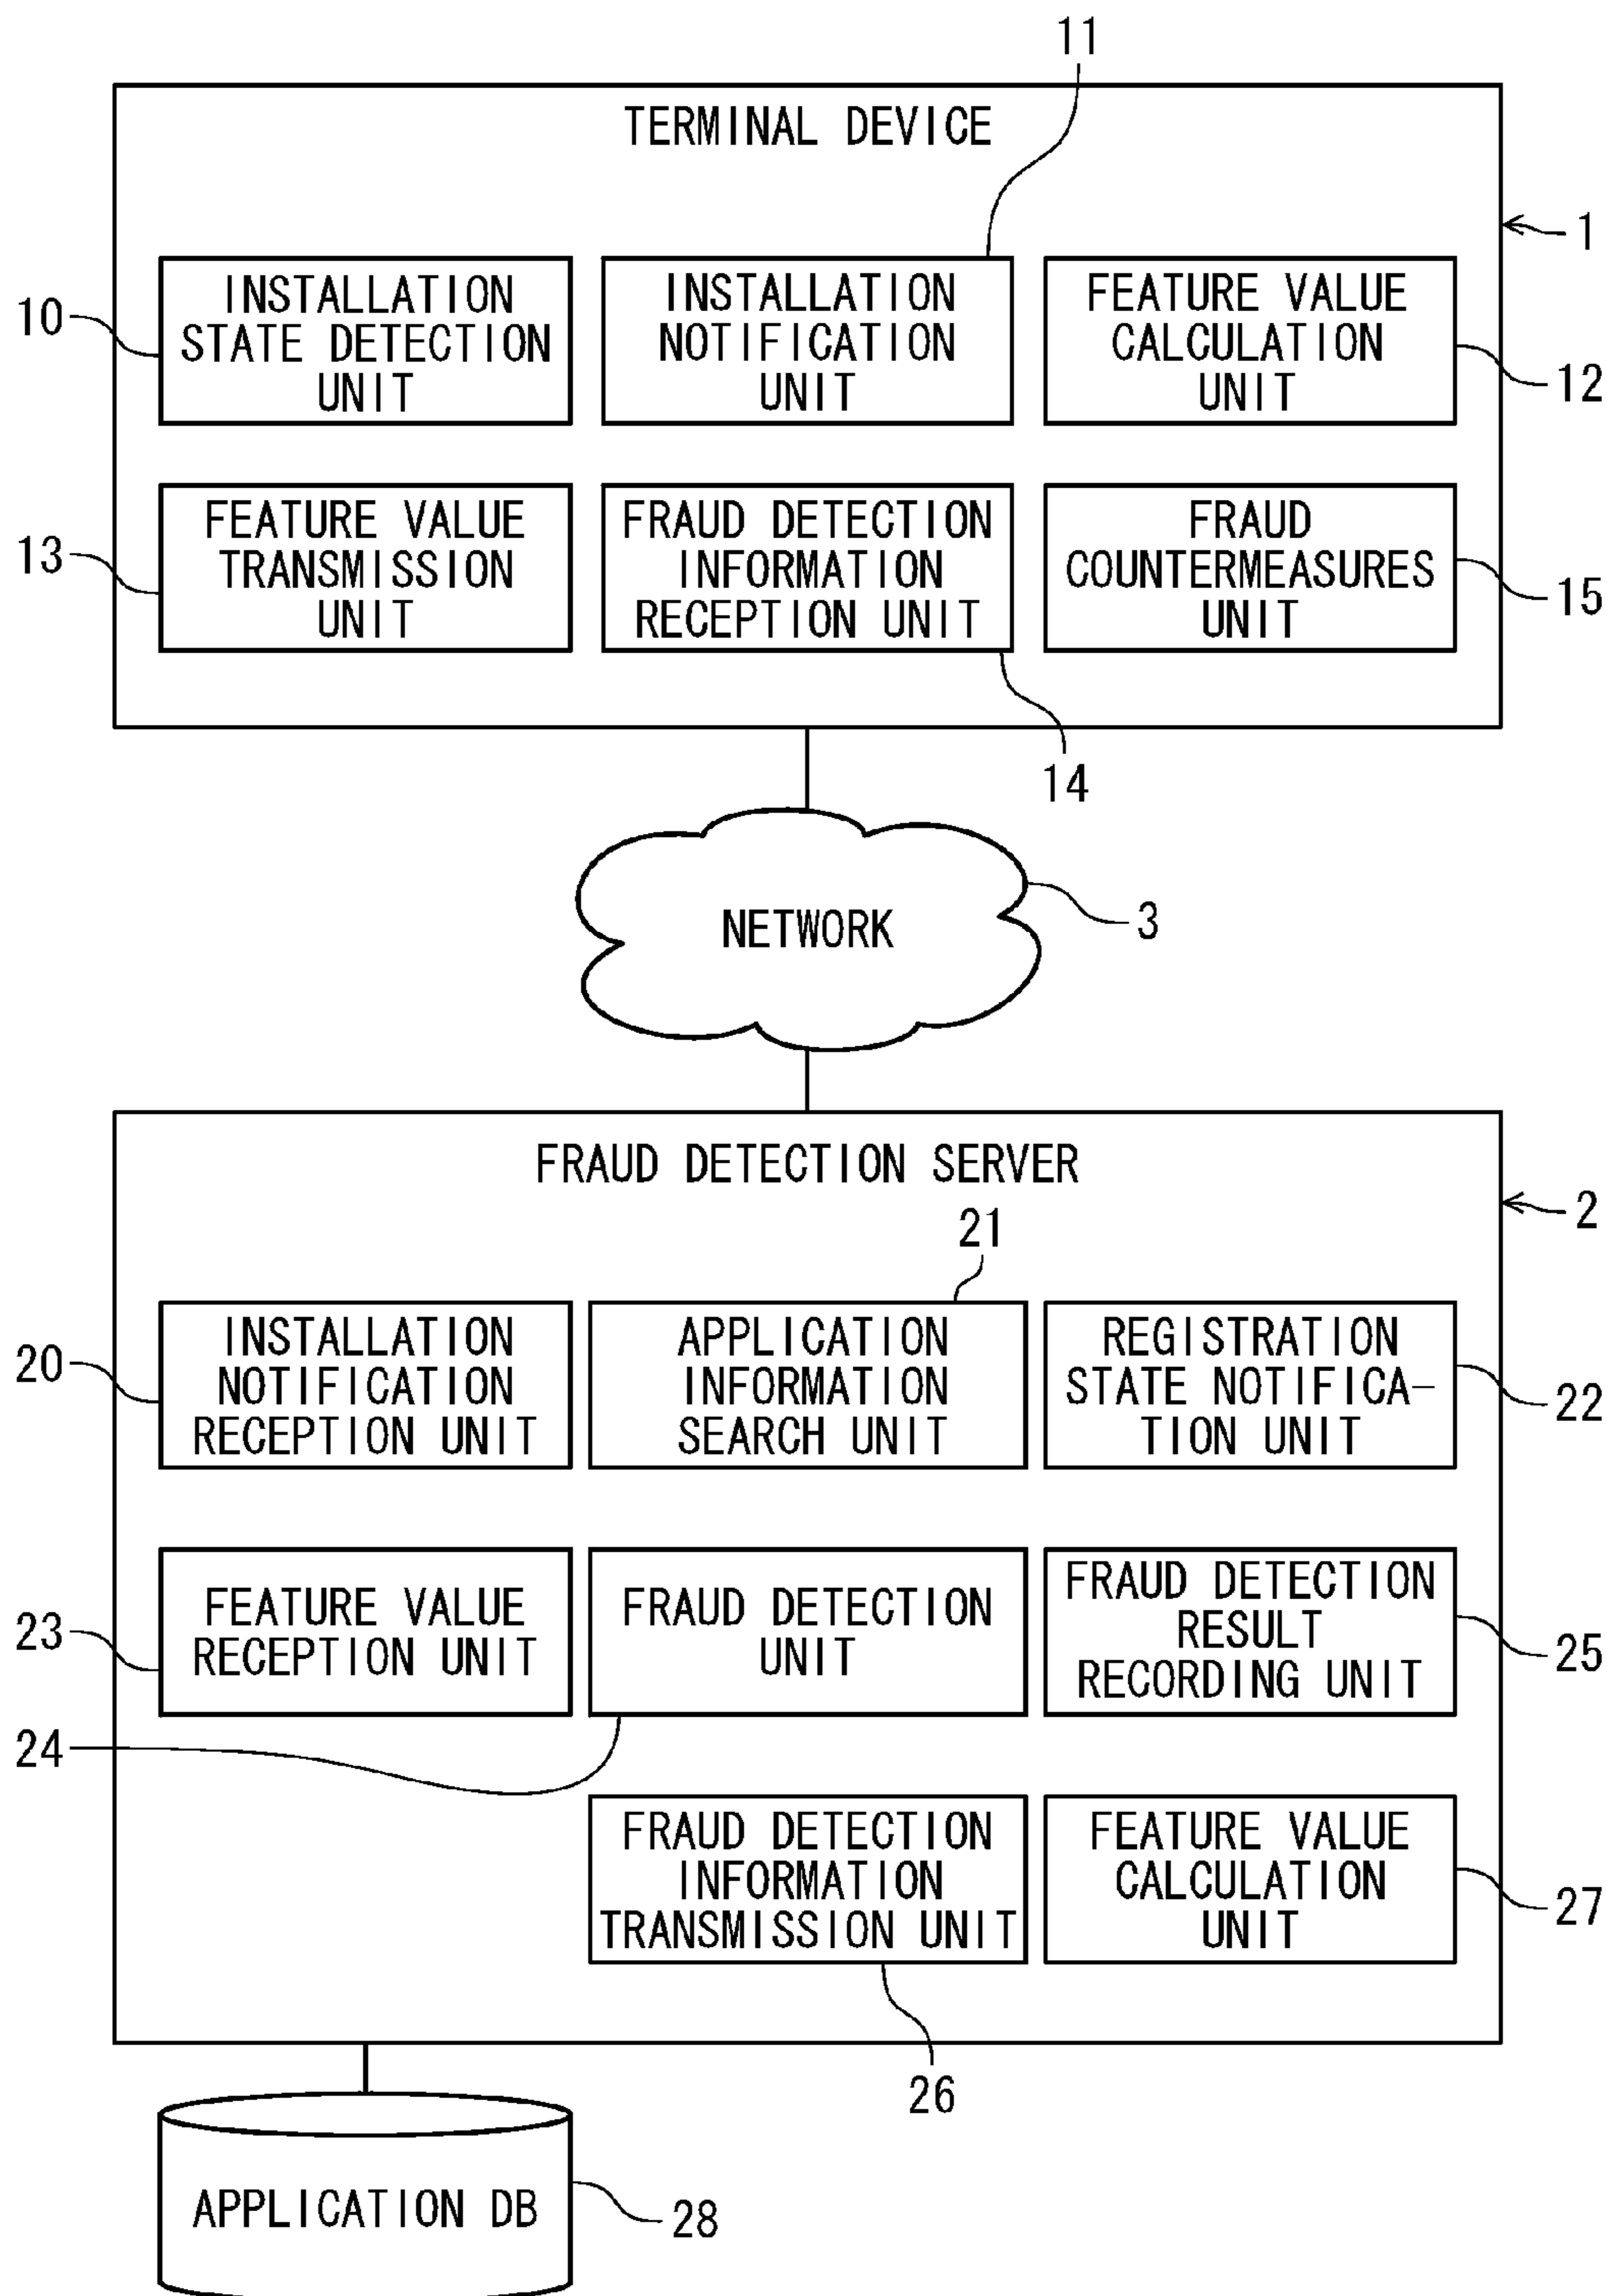 11
TERMINAL DEVICE
1
INSTALLATION
STATE DETECTION
UNIT
10
INSTALLATION
NOTIFICATION
UNIT
FEATURE VALUE
CALCULATION
UNIT
12
FEATURE VALUE
TRANSMISSION
UNIT
13
FRAUD DETECTION
INFORMATION
RECEPTION UNIT
FRAUD
COUNTERMEASURES
UNIT
15
14
NETWORK
3
FRAUD DETECTION SERVER
2
21
INSTALLATION
NOTIFICATION
RECEPTION UNIT
20
APPLICATION
INFORMATION
SEARCH UNIT
REGISTRATION
STATE NOTIFICA-
TION UNIT
22
FEATURE VALUE
RECEPTION UNIT
23
FRAUD DETECTION
UNIT
FRAUD DETECTION
RESULT
RECORDING UNIT
25
24
FRAUD DETECTION
INFORMATION
TRANSMISSION UNIT
FEATURE VALUE
CALCULATION
UNIT
27
26
APPLICATION DB
28